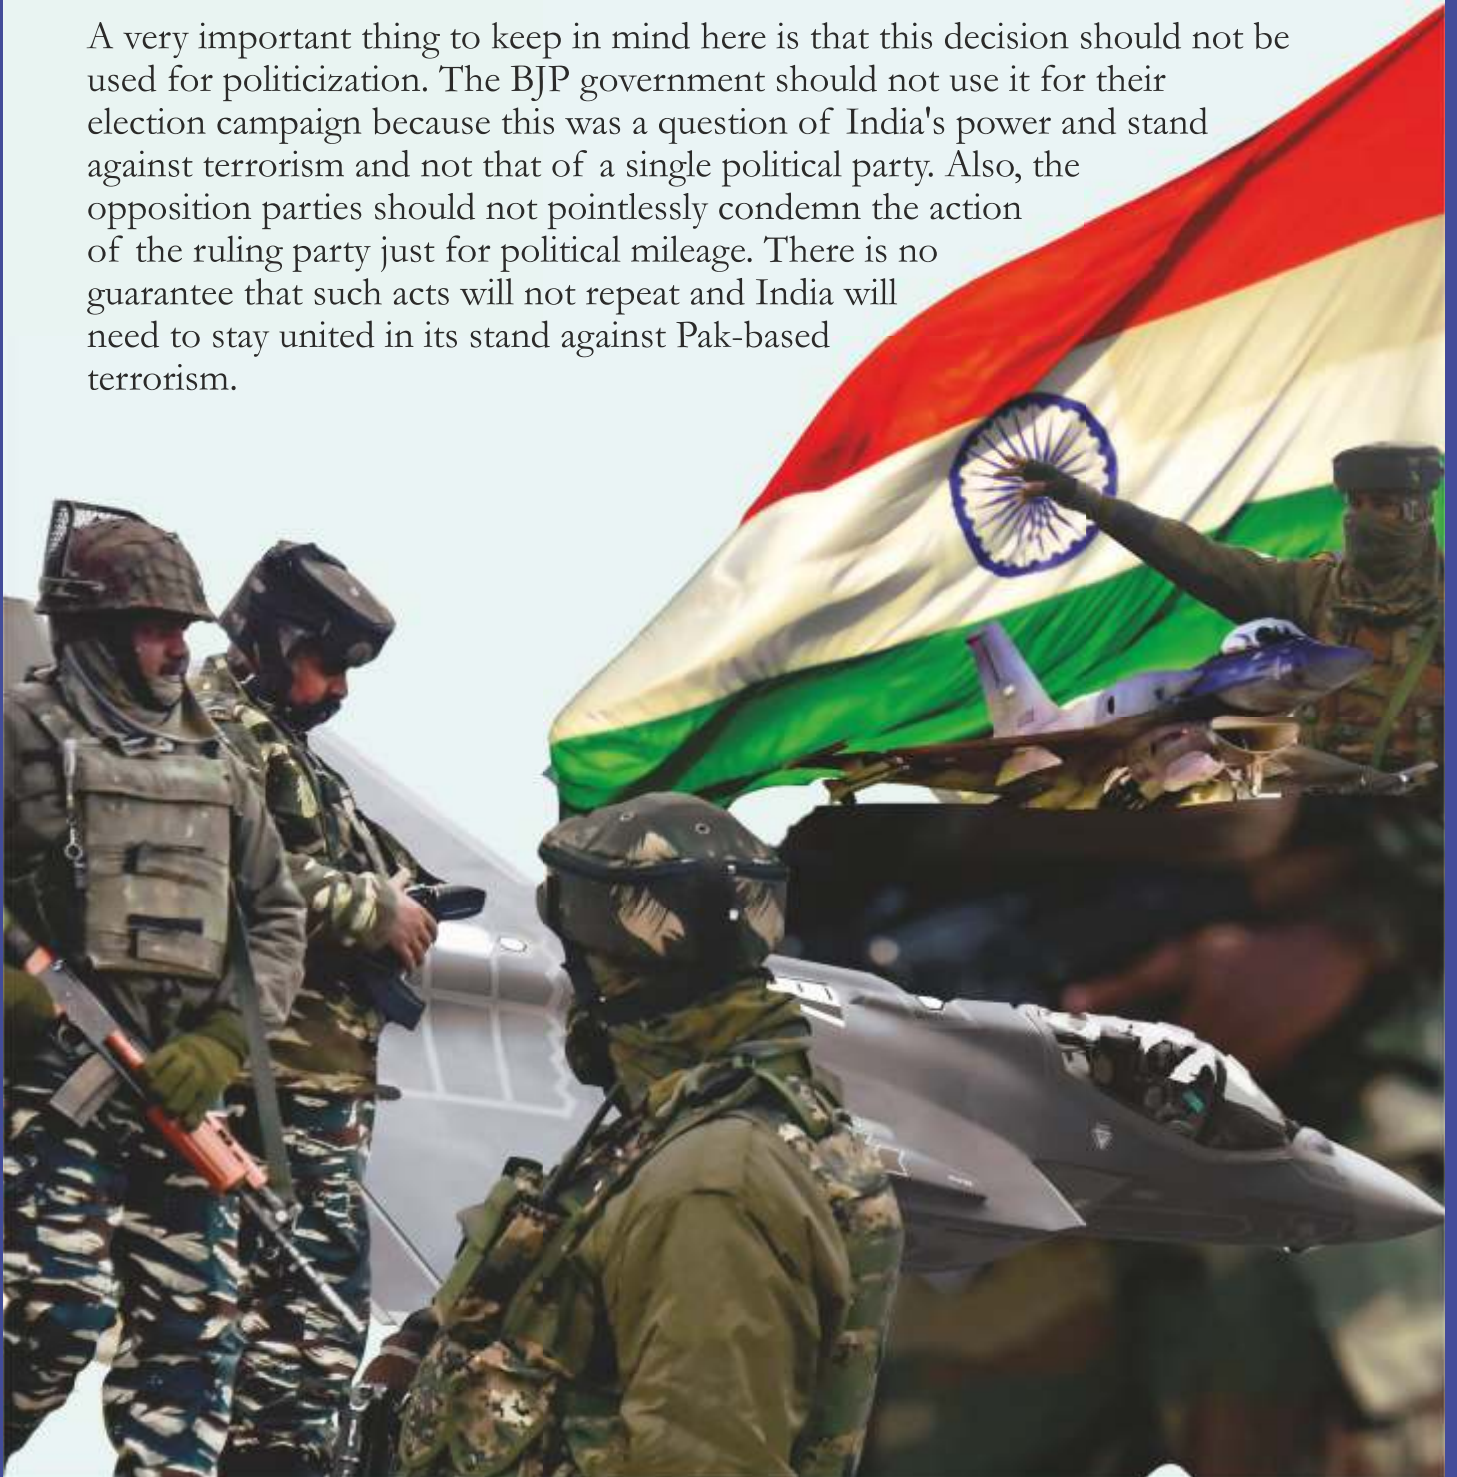 A very important thing to keep in mind here is that this decision should not be
used for politicization. The BJP government should not use it for their
election campaign because this was a question of India's power and stand
against terrorism and not that of a single political party. Also, the
opposition parties should not pointlessly condemn the action
of the ruling party just for political mileage. There is no
guarantee that such acts will not repeat and India will
need to stay united in its stand against Pak-based
terrorism.